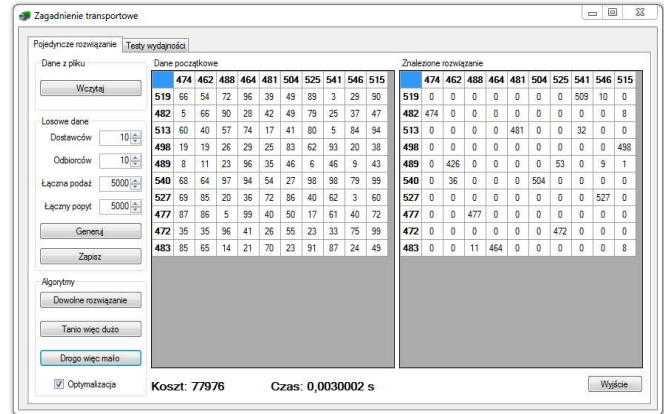 Zagadnienie transportowe
Pojedyncze rozwiązanie Testy wydajności
Dane z pliku
Wczytaj
Losowe dane
Dostawców 10
Odbiorców 10
Łączna podaż 5000
Łączny popyt 5000
Generuj
Zapisz
Algorytmy
Dowolne rozwiązanie
Tanio więc dużo
Drogo więc mało
Optymalizacja
Dane początkowe
474 462 488 464 481 504 525 541 546 515
519 66 54 72 96 39 49 89 3 29 90
482 5 66 90 28 42 49 79 25 37 47
513 60 40 57 74 17 41 80 5 84 94
498 19 19 26 29 25 83 62 93 20 38
489 8 11 23 96 35 46 6 46 9 43
540 68 64 97 94 54 27 98 98 79 99
527 69 85 20 36 72 86 40 62 3 60
477 87 86 5 99 40 50 17 61 40 72
472 35 35 96 41 26 55 23 33 75 99
483 85 65 14 21 70 23 91 87 24 49
Znalezione rozwiązanie
474 462 488 464 481 504 525 541 546 515
519 0 0 0 0 0 0 0 509 10 0
482 474 0 0 0 0 0 0 0 0 8
513 0 0 0 0 481 0 0 32 0 0
498 0 0 0 0 0 0 0 0 0 498
489 0 426 0 0 0 0 53 0 9 1
540 0 36 0 0 0 504 0 0 0 0
527 0 0 0 0 0 0 0 0 527 0
477 0 0 477 0 0 0 0 0 0 0
472 0 0 0 0 0 0 472 0 0 0
483 0 0 11 464 0 0 0 0 0 8
Koszt: 77976 Czas: 0,0030002 s
Wyjście